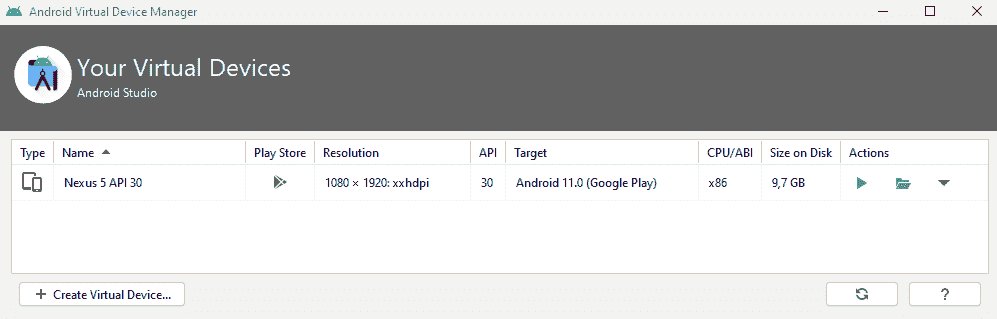 Android Virtual Device Manager
Your Virtual Devices
Android Studio
Type Name Play Store Resolution API Target CPU/ABI Size on Disk Actions
Nexus 5 API 30 1080 × 1920: xxhdpi 30 Android 11.0 (Google Play) x86 9,7 GB
+ Create Virtual Device... ?